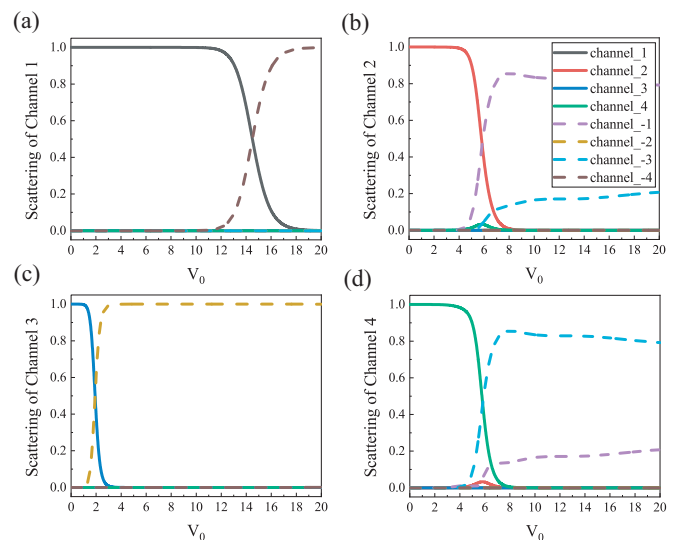 (a)
Scattering of Channel 1
1.0
0.8
0.6
0.4
0.2
0.0
0 2 4 6 8 10 12 14 16 18 20
V0
(b)
Scattering of Channel 2
1.0
0.8
0.6
0.4
0.2
0.0
0 2 4 6 8 10 12 14 16 18 20
V0
channel_1
channel_2
channel_3
channel_4
channel_-1
channel_-2
channel_-3
channel_-4
(c)
Scattering of Channel 3
1.0
0.8
0.6
0.4
0.2
0.0
0 2 4 6 8 10 12 14 16 18 20
V0
(d)
Scattering of Channel 4
1.0
0.8
0.6
0.4
0.2
0.0
0 2 4 6 8 10 12 14 16 18 20
V0